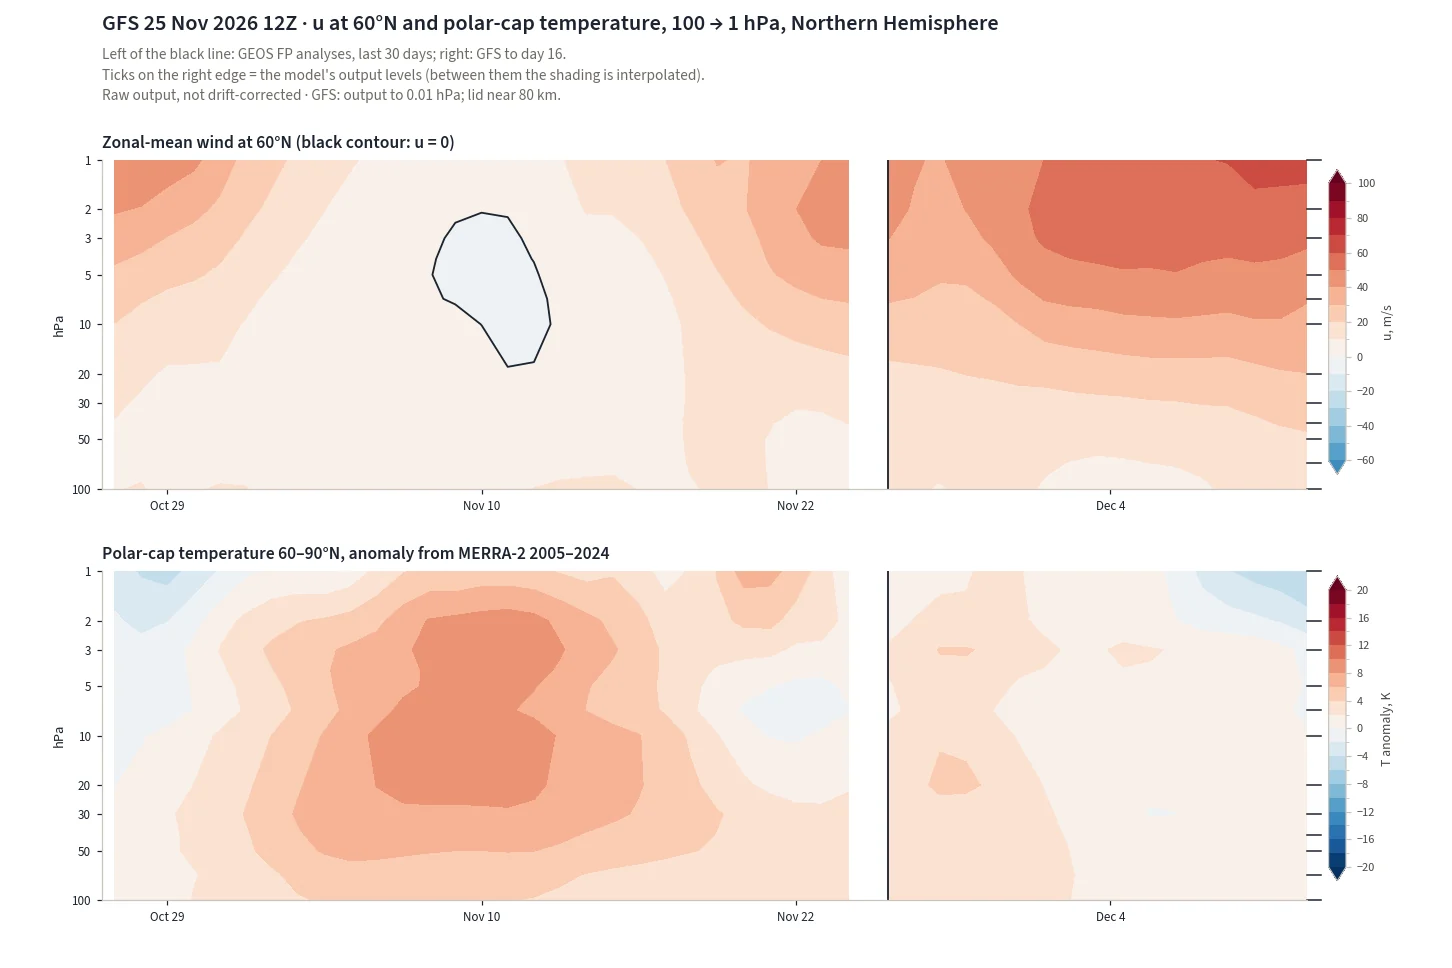 GFS 25 Nov 2026 12Z · u at 60°N and polar-cap temperature, 100 → 1 hPa, Northern Hemisphere
Left of the black line: GEOS FP analyses, last 30 days; right: GFS to day 16.
Ticks on the right edge = the model's output levels (between them the shading is interpolated).
Raw output, not drift-corrected · GFS: output to 0.01 hPa; lid near 80 km.
Zonal-mean wind at 60°N (black contour: u = 0)
1
2
3
5
10
20
30
50
100
hPa
Oct 29
Nov 10
Nov 22
Dec 4
100
80
60
40
20
0
−20
−40
−60
u, m/s
Polar-cap temperature 60–90°N, anomaly from MERRA-2 2005–2024
1
2
3
5
10
20
30
50
100
hPa
Oct 29
Nov 10
Nov 22
Dec 4
20
16
12
8
4
0
−4
−8
−12
−16
−20
T anomaly, K